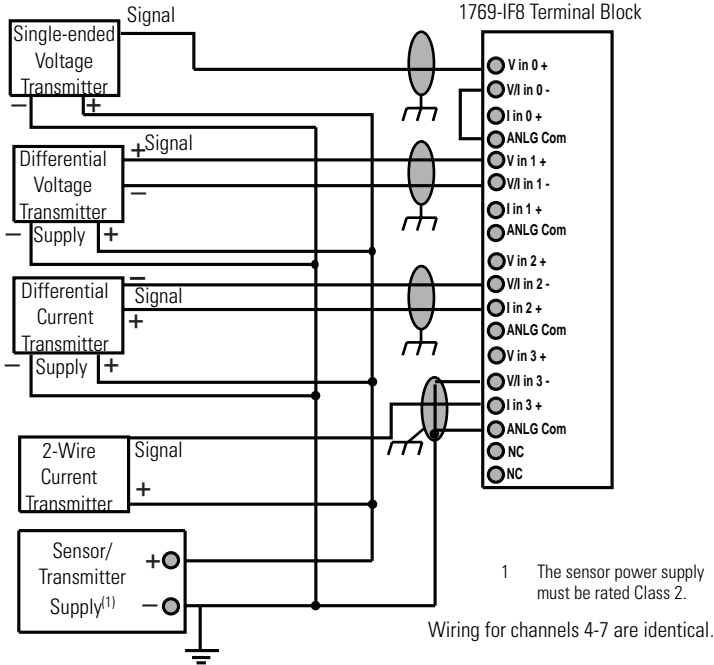 Signal
1769-IF8 Terminal Block
Single-ended
Voltage
Transmitter
− +
V in 0 +
V/I in 0 -
I in 0 +
ANLG Com
+ Signal
−
Differential
Voltage
Transmitter
− Supply +
V in 1 +
V/I in 1 -
I in 1 +
ANLG Com
−
Signal
+
Differential
Current
Transmitter
− Supply +
V in 2 +
V/I in 2 -
I in 2 +
ANLG Com
V in 3 +
V/I in 3 -
I in 3 +
ANLG Com
NC
NC
2-Wire
Current
Transmitter
Signal
+
Sensor/
Transmitter
Supply(1)
+
−
1 The sensor power supply
must be rated Class 2.
Wiring for channels 4-7 are identical.